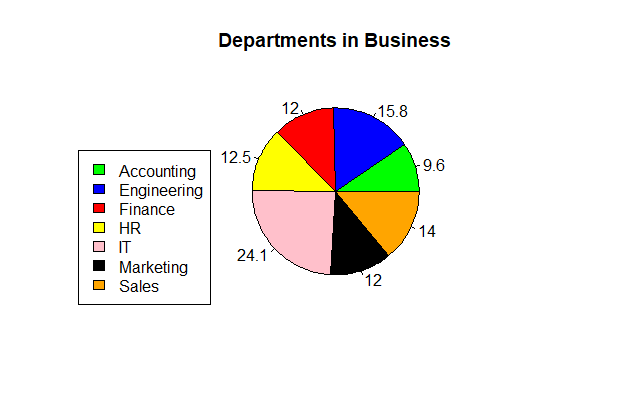 Departments in Business
12
15.8
12.5
9.6
24.1
14
12
Accounting
Engineering
Finance
HR
IT
Marketing
Sales